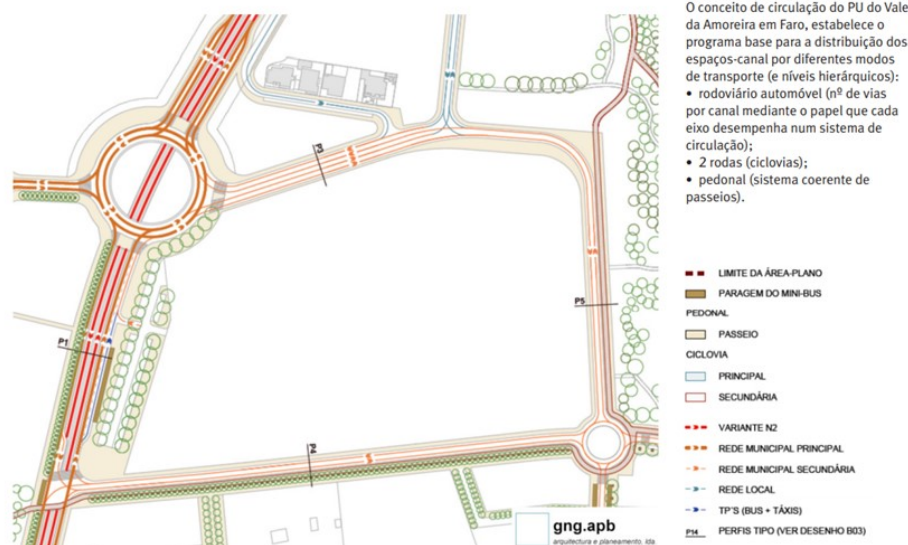 O conceito de circulação do PU do Vale
da Amoreira em Faro, estabelece o
programa base para a distribuição dos
espaços-canal por diferentes modos
de transporte (e níveis hierárquicos):
• rodoviário automóvel (nº de vias
por canal mediante o papel que cada
eixo desempenha num sistema de
circulação);
• 2 rodas (ciclovias);
• pedonal (sistema coerente de
passeios).
LIMITE DA ÁREA-PLANO
PARAGEM DO MINI-BUS
PEDONAL
PASSEIO
CICLOVIA
PRINCIPAL
SECUNDÁRIA
VARIANTE N2
REDE MUNICIPAL PRINCIPAL
REDE MUNICIPAL SECUNDÁRIA
REDE LOCAL
TP'S (BUS + TÁXIS)
P14 PERFIS TIPO (VER DESENHO B03)
P3
P5
P1
P4
gng.apb
arquitectura e planeamento. lda